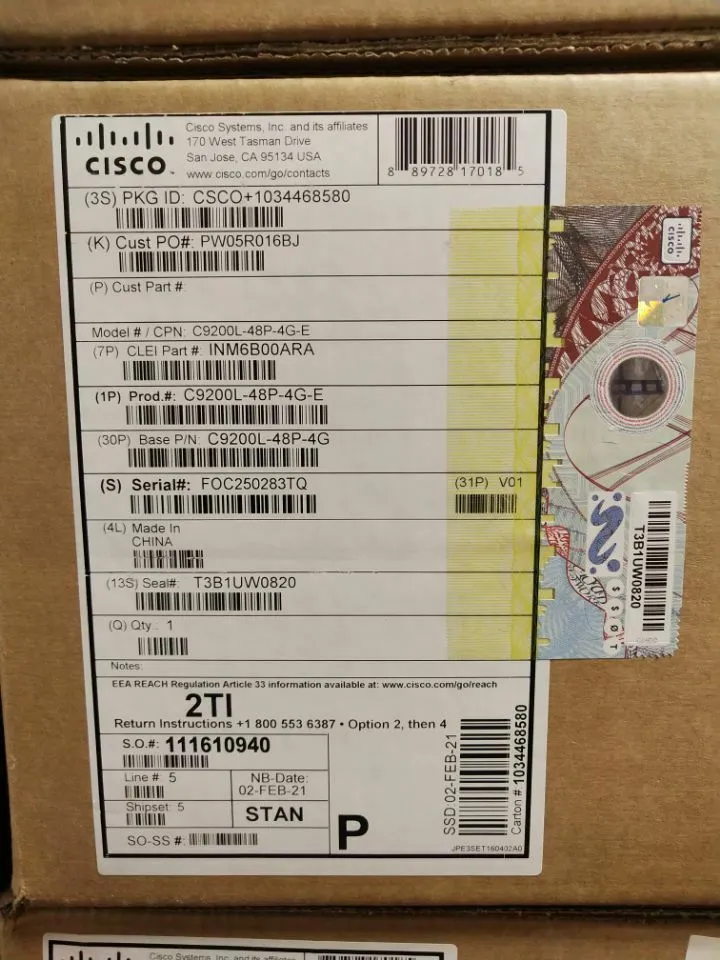 CISCO
Cisco Systems, Inc. and its affiliates
170 West Tasman Drive
San Jose, CA 95134 USA
www.cisco.com/go/contacts
8 89728 17018 5
(3S) PKG ID: CSCO+1034468580
(K) Cust PO#: PW05R016BJ
(P) Cust Part #:
Model # / CPN: C9200L-48P-4G-E
(7P) CLEI Part #: INM6B00ARA
(1P) Prod.#: C9200L-48P-4G-E
(30P) Base P/N: C9200L-48P-4G
(S) Serial#: FOC250283TQ
(31P) V01
(4L) Made In
CHINA
(13S) Seal#: T3B1UW0820
(Q) Qty.: 1
Notes:
EEA REACH Regulation Article 33 information available at: www.cisco.com/go/reach
2TI
Return Instructions +1 800 553 6387 • Option 2, then 4
S.O.#: 111610940
Line # 5
NB-Date:
02-FEB-21
Shipset: 5
STAN
SO-SS #:
P
SSD:02-FEB-21
Carton # 1034468580
JPE3SET160402A0
CISCO
T3B1UW0820
Cisco Systems, Inc. and its affiliates